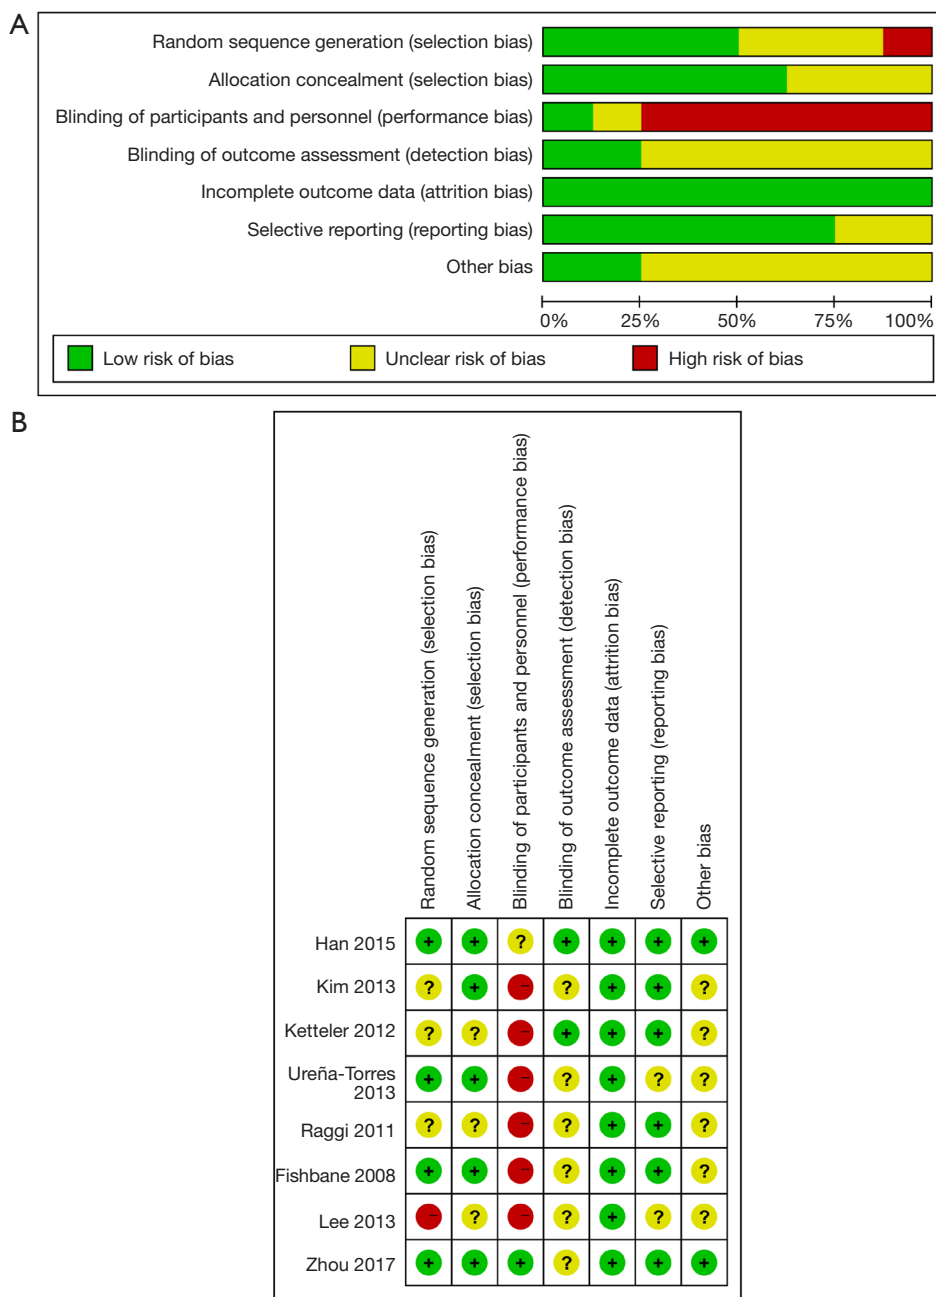 A
Random sequence generation (selection bias)
Allocation concealment (selection bias)
Blinding of participants and personnel (performance bias)
Blinding of outcome assessment (detection bias)
Incomplete outcome data (attrition bias)
Selective reporting (reporting bias)
Other bias
0% 25% 50% 75% 100%
Low risk of bias Unclear risk of bias High risk of bias
B
Random sequence generation (selection bias)
Allocation concealment (selection bias)
Blinding of participants and personnel (performance bias)
Blinding of outcome assessment (detection bias)
Incomplete outcome data (attrition bias)
Selective reporting (reporting bias)
Other bias
Han 2015 + + ? + + + +
Kim 2013 ? + − ? + + ?
Ketteler 2012 ? ? − + + + ?
Ureña-Torres
2013 + + − ? + ? ?
Raggi 2011 ? ? − ? + + ?
Fishbane 2008 + + − ? + + ?
Lee 2013 − ? − ? + ? ?
Zhou 2017 + + + ? + + +